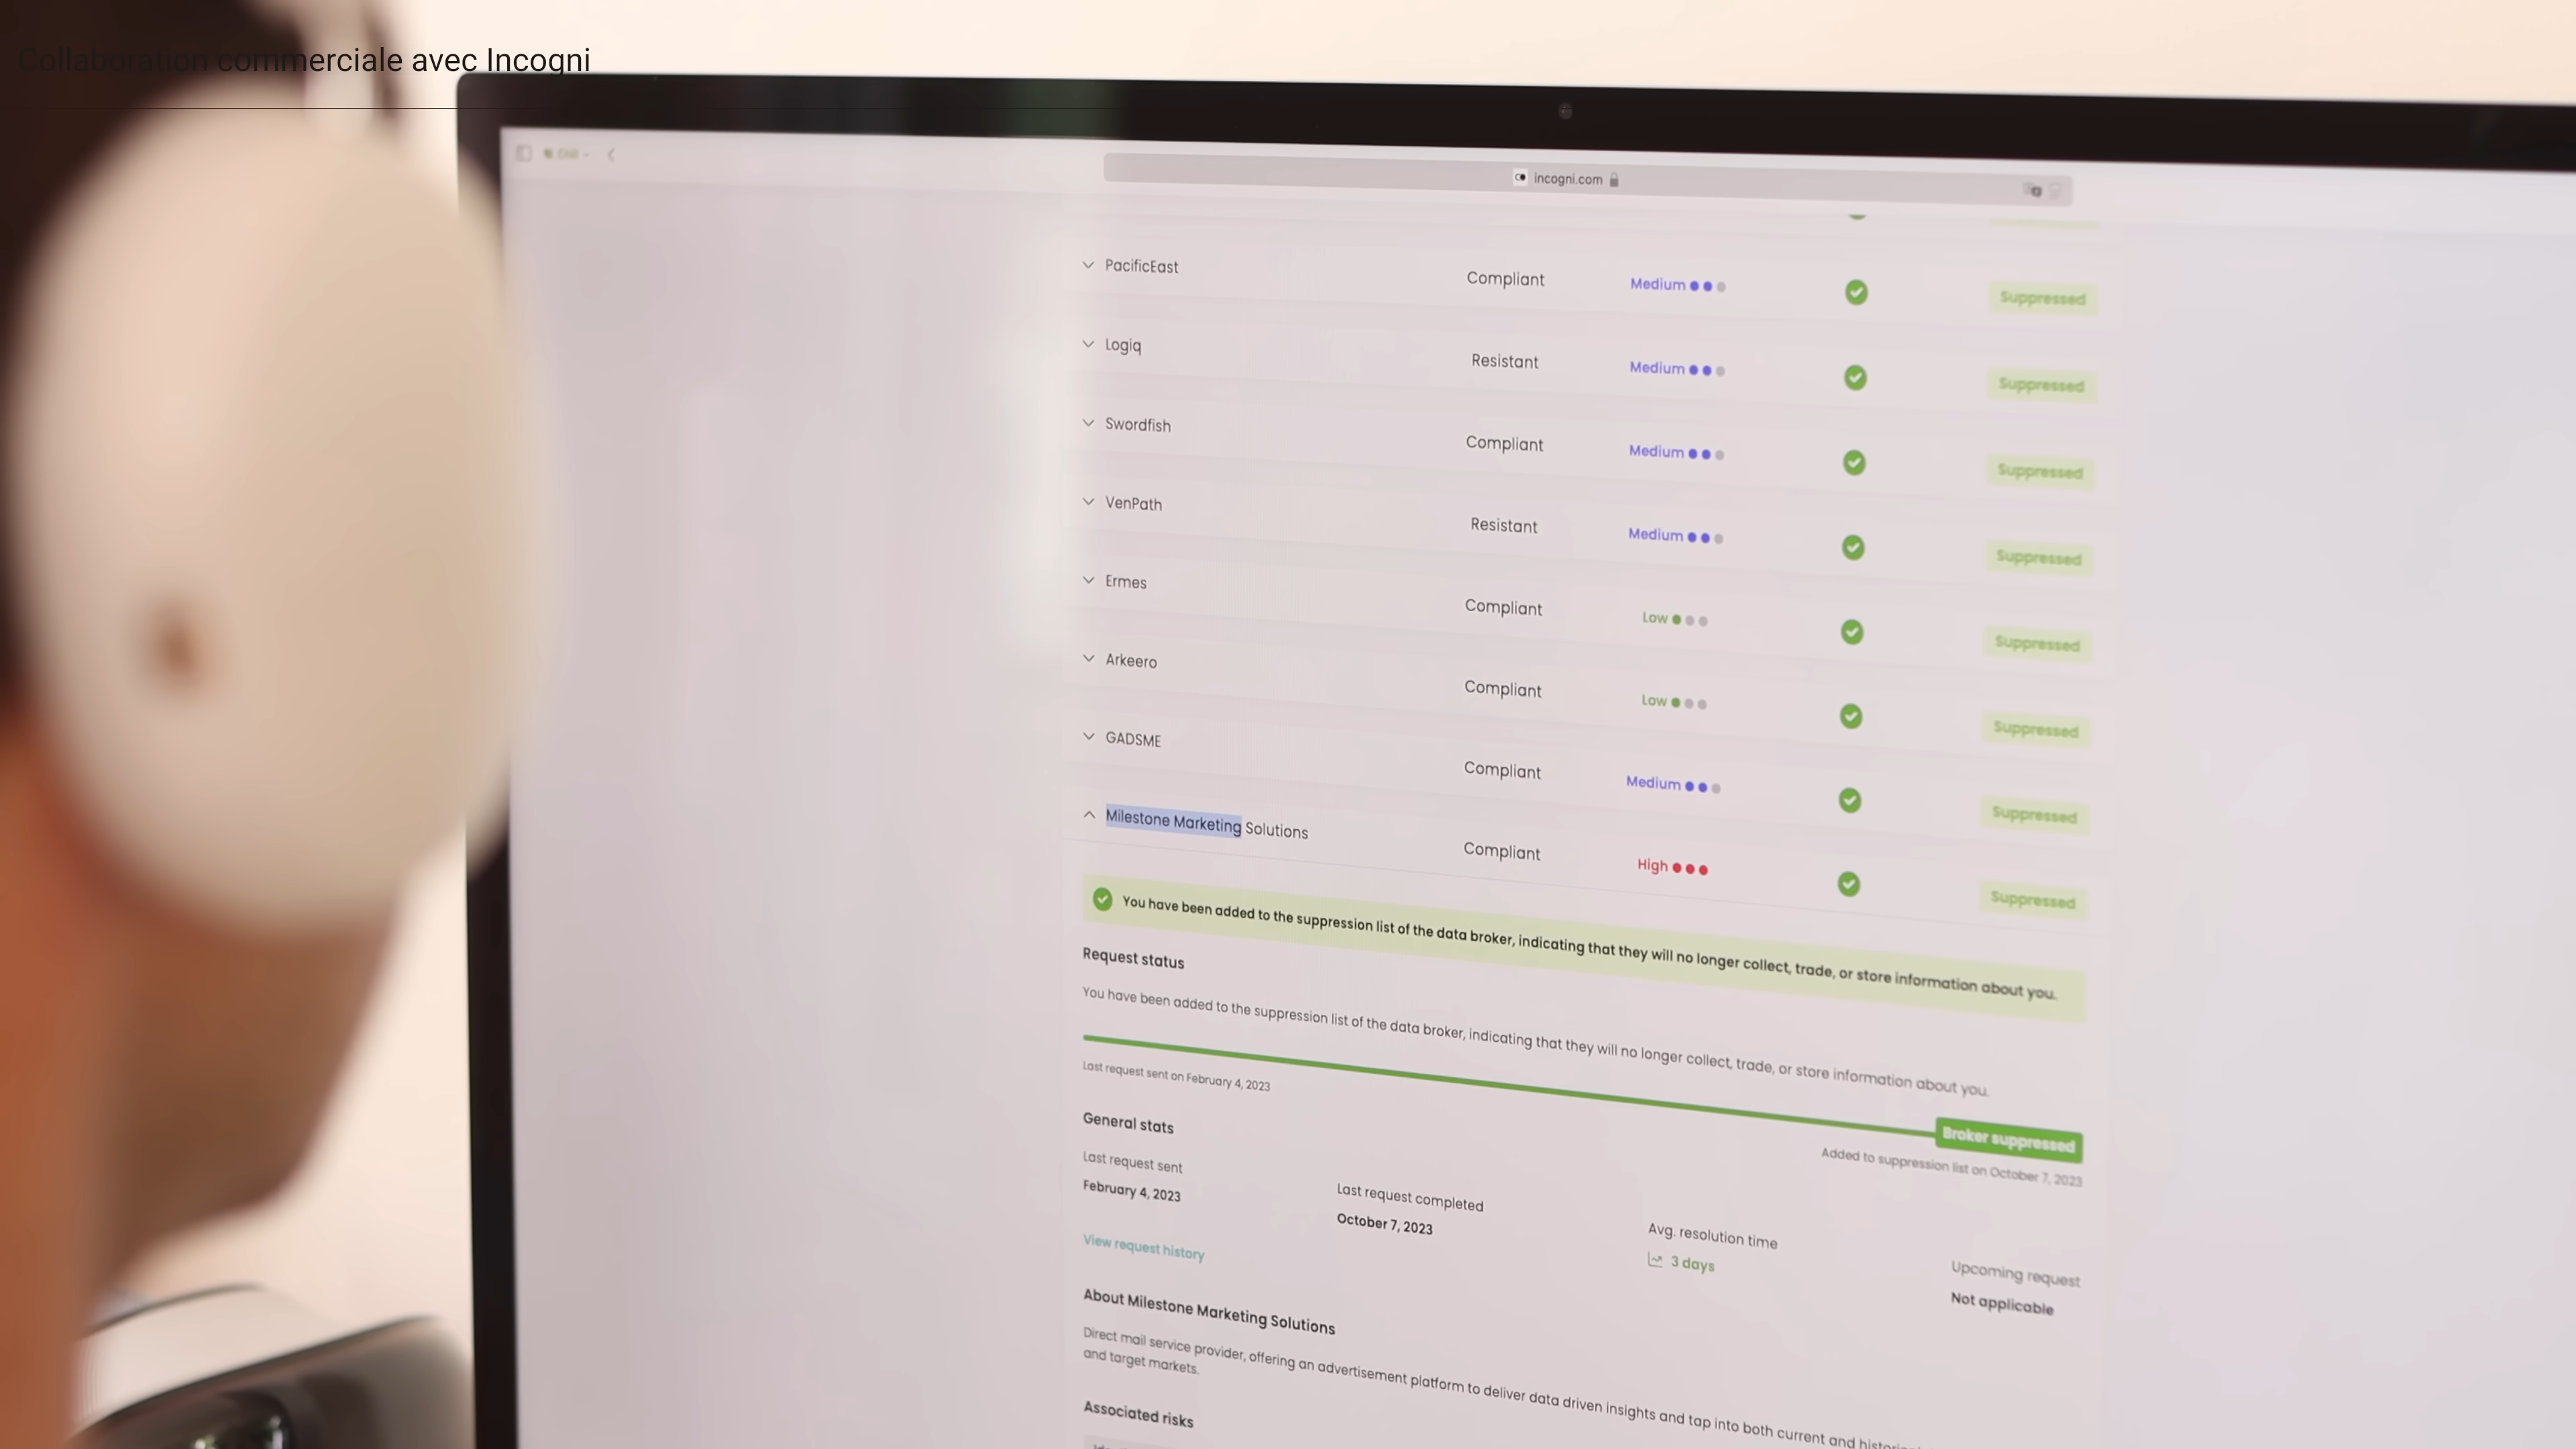 Collaboration commerciale avec Incogni
incogni.com
PacificEast Compliant Medium Suppressed
Logiq Resistant Medium Suppressed
Swordfish Compliant Medium Suppressed
VenPath Resistant Medium Suppressed
Ermes Compliant Low Suppressed
Arkeero Compliant Low Suppressed
GADSME Compliant Medium Suppressed
Milestone Marketing Solutions Compliant High Suppressed
You have been added to the suppression list of the data broker, indicating that they will no longer collect, trade, or store information about you.
Request status
You have been added to the suppression list of the data broker, indicating that they will no longer collect, trade, or store information about you.
Broker suppressed
Last request sent on February 4, 2023
Added to suppression list on October 7, 2023
General stats
Last request sent
February 4, 2023
Last request completed
October 7, 2023
Avg. resolution time
3 days
Upcoming request
Not applicable
View request history
About Milestone Marketing Solutions
Direct mail service provider, offering an advertisement platform to deliver data driven insights and tap into both current and
and target markets.
Associated risks